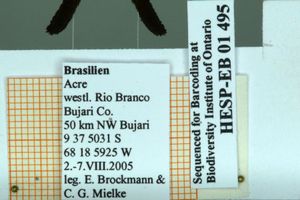 Brasilien
Acre
westl. Rio Branco
Bujari Co.
50 km NW Bujari
9 37 5031 S
68 18 5925 W
2.-7.VIII.2005
leg. E. Brockmann &
C. G. Mielke
Sequenced for Barcoding at
Biodiversity Institute of Ontario
HESP-EB 01 495